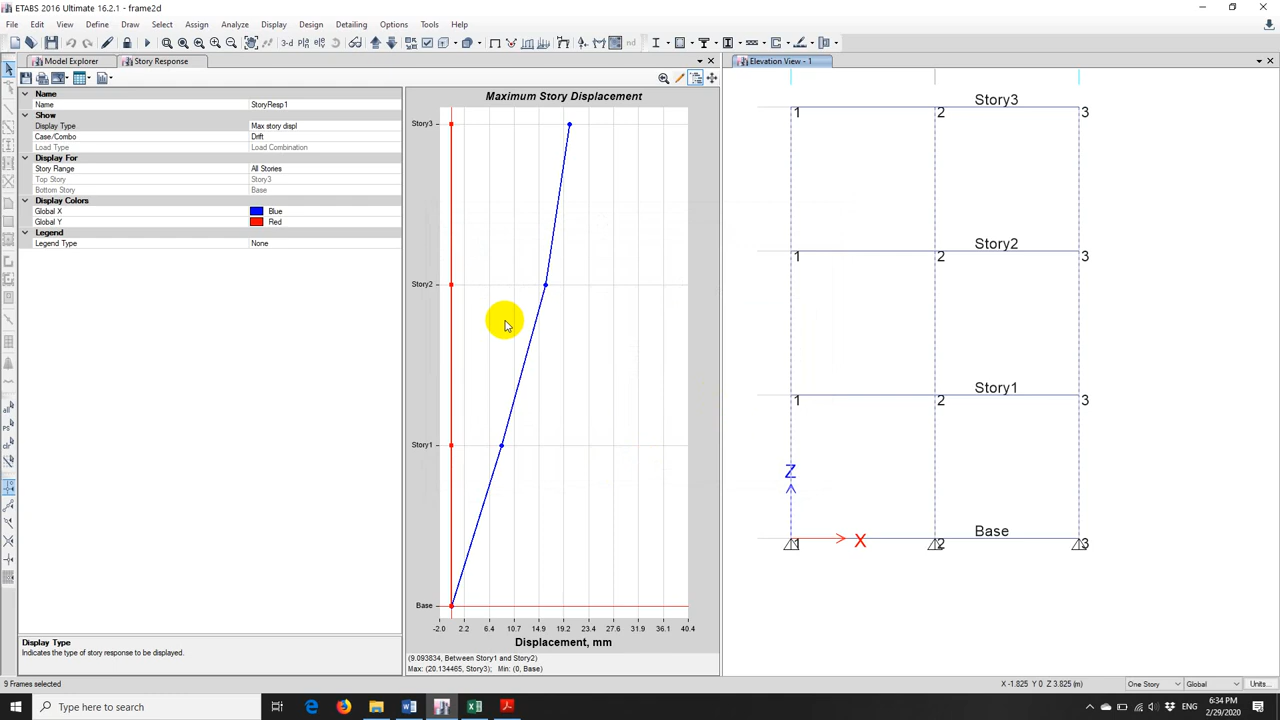 ETABS 2016 Ultimate 16.2.1 - frame2d
File Edit View Define Draw Select Assign Analyze Display Design Detailing Options Tools Help
3-d
nd
Model Explorer
Story Response
Elevation View - 1
Name
Name StoryResp1
Show
Display Type Max story displ
Case/Combo Drift
Load Type Load Combination
Display For
Story Range All Stories
Top Story Story3
Bottom Story Base
Display Colors
Global X Blue
Global Y Red
Legend
Legend Type None
all
PS
clr
Display Type
Indicates the type of story response to be displayed.
Maximum Story Displacement
Story3
Story2
Story1
Base
-2.0 2.2 6.4 10.7 14.9 19.2 23.4 27.6 31.9 36.1 40.4
Displacement, mm
(9.093834, Between Story1 and Story2)
Max: (20.134465, Story3); Min: (0, Base)
Story3
1 2 3
Story2
1 2 3
Story1
1 2 3
Z
Base
X
1 2 3
9 Frames selected
X -1.825 Y 0 Z 3.825 (m)
One Story
Global
Units...
Type here to search
ENG
6:34 PM
2/29/2020